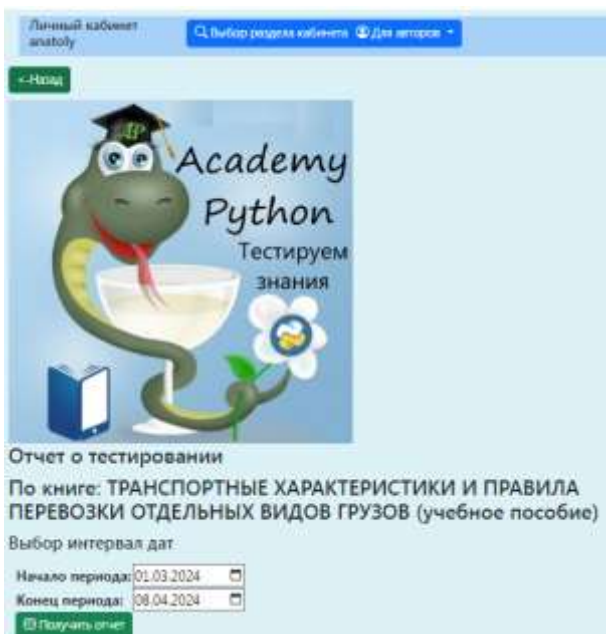 Личный кабинет
anatoly
Выбор раздела кабинета Для авторов
<-Назад
AP
Academy
Python
Тестируем
знания
Отчет о тестировании
По книге: ТРАНСПОРТНЫЕ ХАРАКТЕРИСТИКИ И ПРАВИЛА
ПЕРЕВОЗКИ ОТДЕЛЬНЫХ ВИДОВ ГРУЗОВ (учебное пособие)
Выбор интервал дат
Начало периода: 01.03.2024
Конец периода: 08.04.2024
Получить отчет